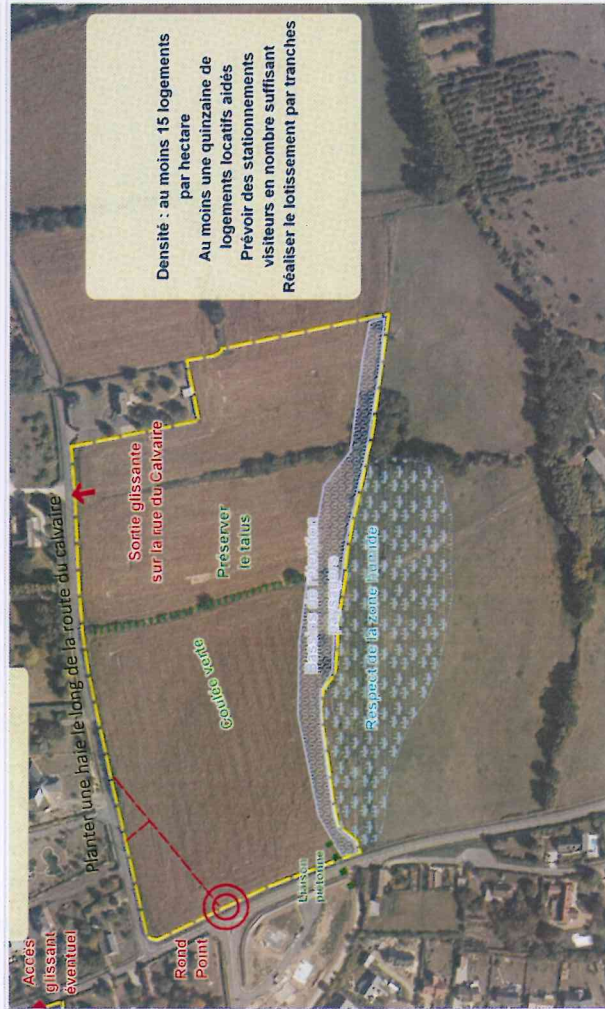 Densité : au moins 15 logements
par hectare
Au moins une quinzaine de
logements locatifs aidés
Prévoir des stationnements
visiteurs en nombre suffisant
Réaliser le lotissement par tranches
Planter une haie le long de la route du calvaire
Sortie glissante
sur la rue du Calvaire
Préserver
le talus
Coulée verte
Respect de la zone humide
Liaison
piétonne
Rond
Point
Accès
glissant
éventuel